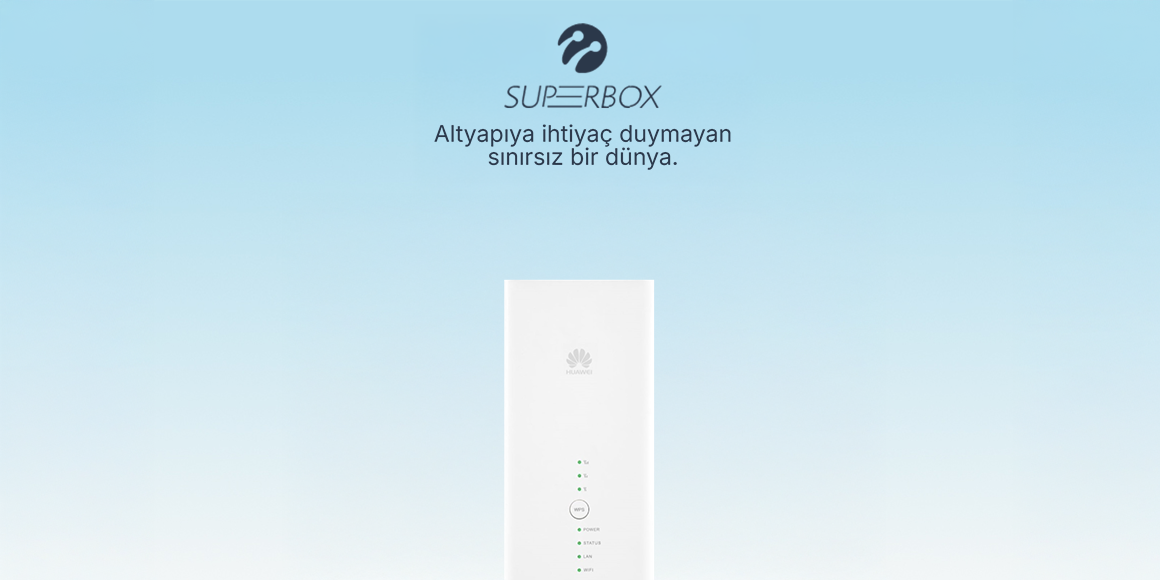 SUPERBOX
Altyapıya ihtiyaç duymayan
sınırsız bir dünya.
HUAWEI
WPS
POWER
STATUS
LAN
WIFI